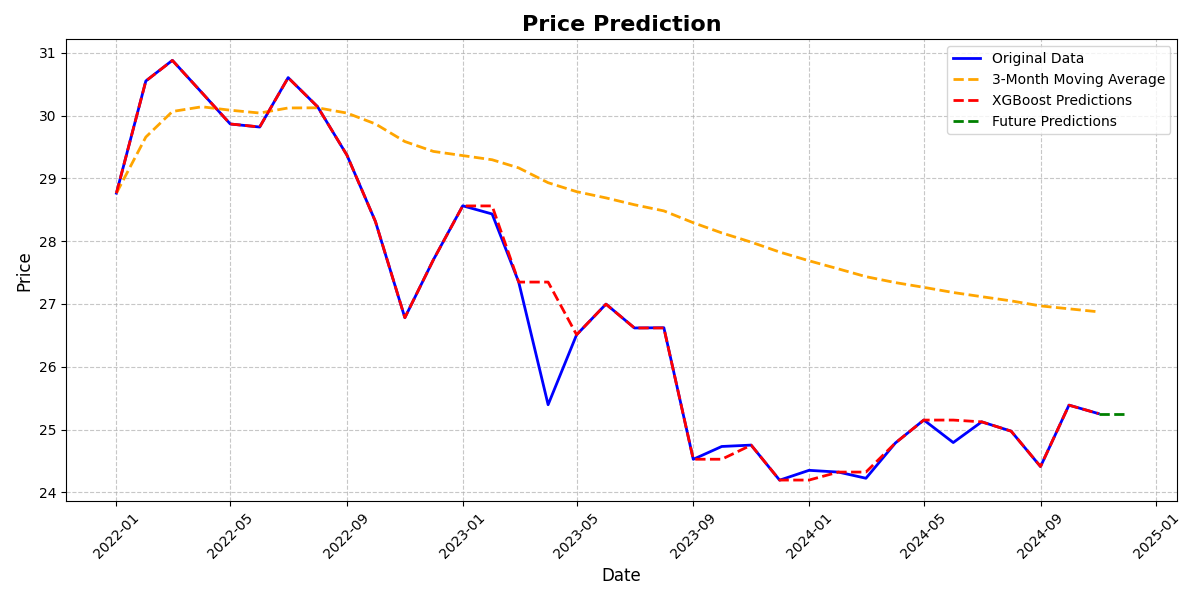 Price Prediction
Original Data
3-Month Moving Average
XGBoost Predictions
Future Predictions
Price
31
30
29
28
27
26
25
24
2022-01
2022-05
2022-09
2023-01
2023-05
2023-09
2024-01
2024-05
2024-09
2025-01
Date